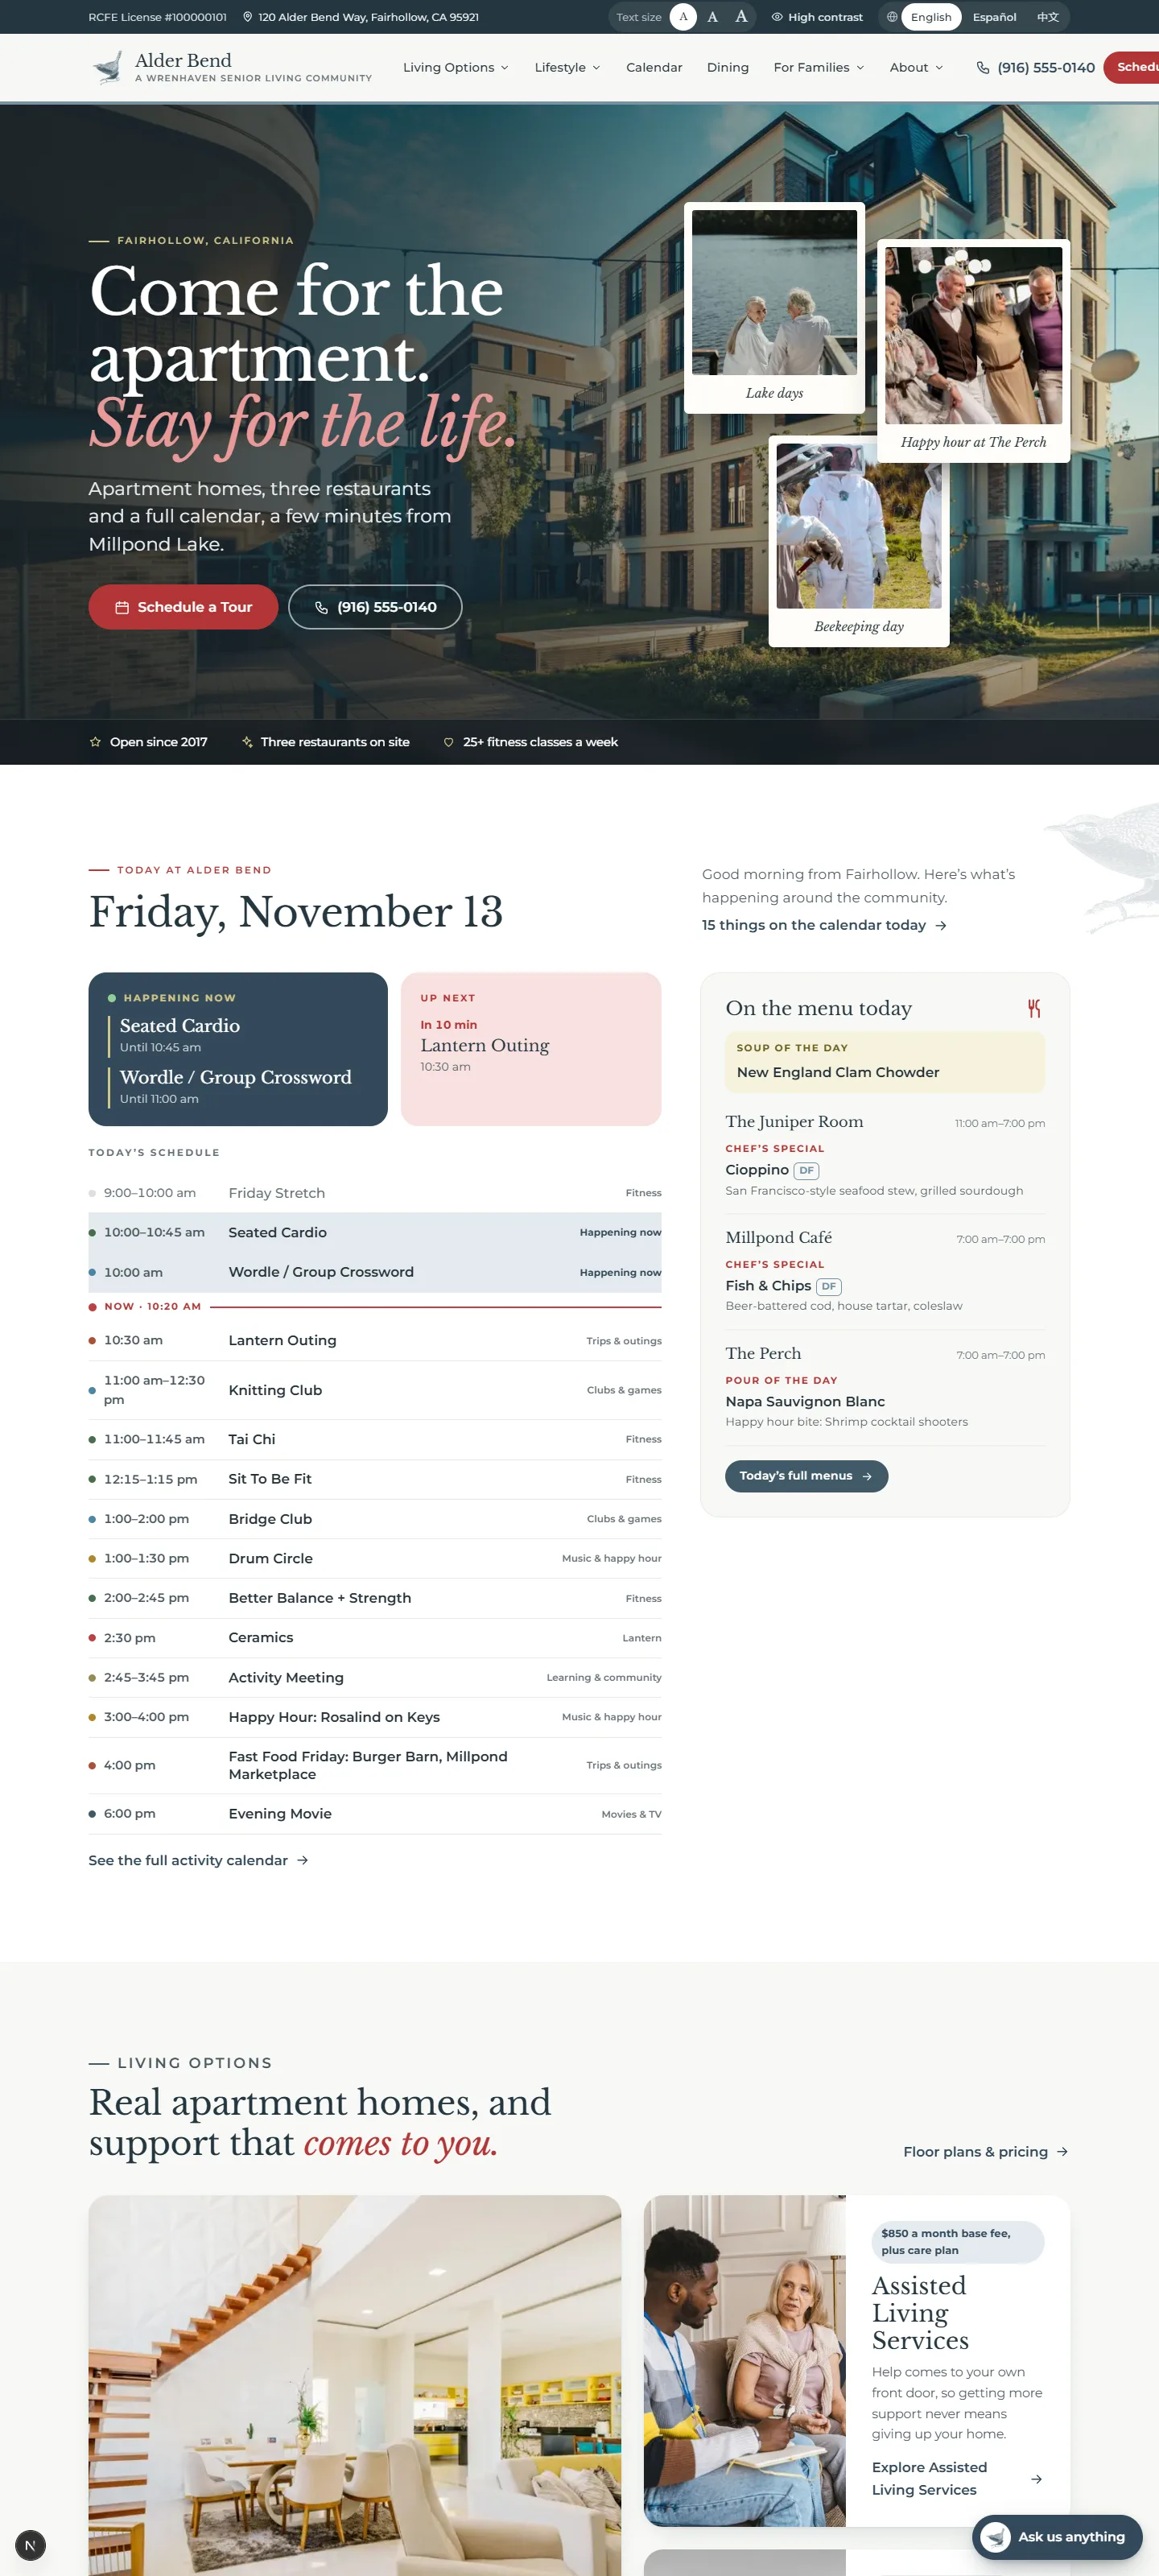 RCFE License #100000101
120 Alder Bend Way, Fairhollow, CA 95921
Text size
A
A
A
High contrast
English
Español
中文
Alder Bend
A WRENHAVEN SENIOR LIVING COMMUNITY
Living Options
Lifestyle
Calendar
Dining
For Families
About
(916) 555-0140
Schedu
FAIRHOLLOW, CALIFORNIA
Come for the
apartment.
Stay for the life.
Apartment homes, three restaurants
and a full calendar, a few minutes from
Millpond Lake.
Schedule a Tour
(916) 555-0140
Lake days
Happy hour at The Perch
Beekeeping day
Open since 2017
Three restaurants on site
25+ fitness classes a week
TODAY AT ALDER BEND
Friday, November 13
Good morning from Fairhollow. Here’s what’s
happening around the community.
15 things on the calendar today
HAPPENING NOW
Seated Cardio
Until 10:45 am
Wordle / Group Crossword
Until 11:00 am
UP NEXT
In 10 min
Lantern Outing
10:30 am
TODAY’S SCHEDULE
9:00–10:00 am
Friday Stretch
Fitness
10:00–10:45 am
Seated Cardio
Happening now
10:00 am
Wordle / Group Crossword
Happening now
NOW · 10:20 AM
10:30 am
Lantern Outing
Trips & outings
11:00 am–12:30
pm
Knitting Club
Clubs & games
11:00–11:45 am
Tai Chi
Fitness
12:15–1:15 pm
Sit To Be Fit
Fitness
1:00–2:00 pm
Bridge Club
Clubs & games
1:00–1:30 pm
Drum Circle
Music & happy hour
2:00–2:45 pm
Better Balance + Strength
Fitness
2:30 pm
Ceramics
Lantern
2:45–3:45 pm
Activity Meeting
Learning & community
3:00–4:00 pm
Happy Hour: Rosalind on Keys
Music & happy hour
4:00 pm
Fast Food Friday: Burger Barn, Millpond
Marketplace
Trips & outings
6:00 pm
Evening Movie
Movies & TV
See the full activity calendar
On the menu today
SOUP OF THE DAY
New England Clam Chowder
The Juniper Room
11:00 am–7:00 pm
CHEF’S SPECIAL
Cioppino
DF
San Francisco-style seafood stew, grilled sourdough
Millpond Café
7:00 am–7:00 pm
CHEF’S SPECIAL
Fish & Chips
DF
Beer-battered cod, house tartar, coleslaw
The Perch
7:00 am–7:00 pm
POUR OF THE DAY
Napa Sauvignon Blanc
Happy hour bite: Shrimp cocktail shooters
Today’s full menus
LIVING OPTIONS
Real apartment homes, and
support that comes to you.
Floor plans & pricing
$850 a month base fee,
plus care plan
Assisted
Living
Services
Help comes to your own
front door, so getting more
support never means
giving up your home.
Explore Assisted
Living Services
N
Ask us anything